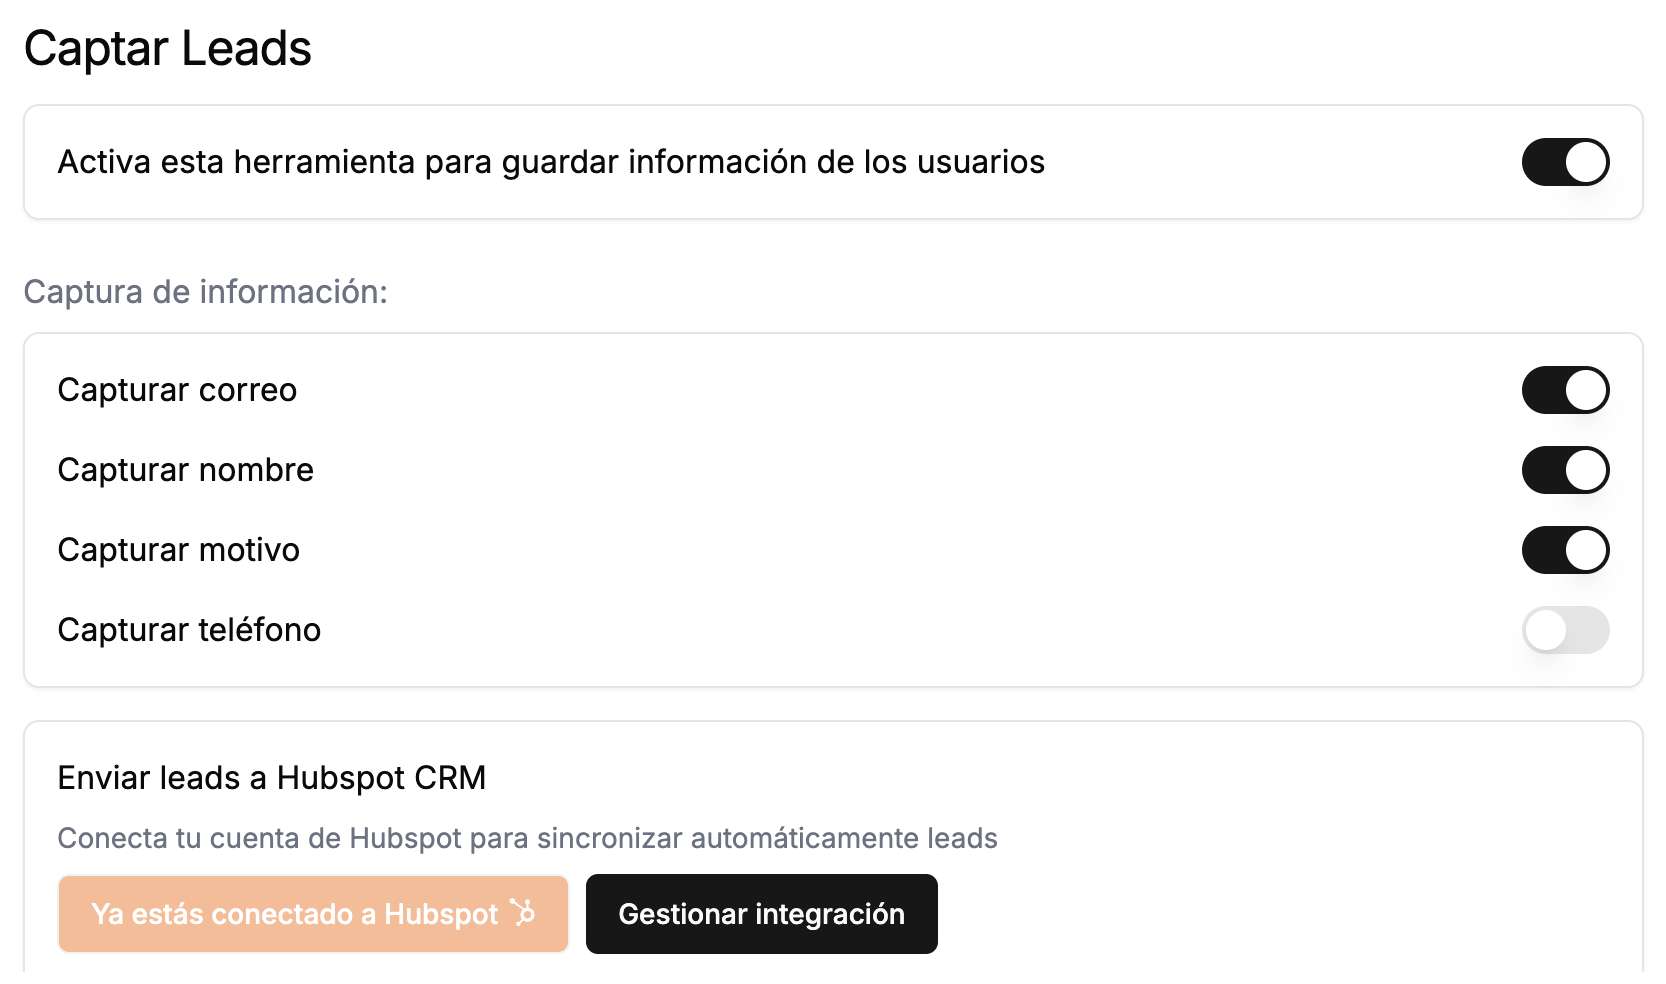 Captar Leads
Activa esta herramienta para guardar información de los usuarios
Captura de información:
Capturar correo
Capturar nombre
Capturar motivo
Capturar teléfono
Enviar leads a Hubspot CRM
Conecta tu cuenta de Hubspot para sincronizar automáticamente leads
Ya estás conectado a Hubspot
Gestionar integración